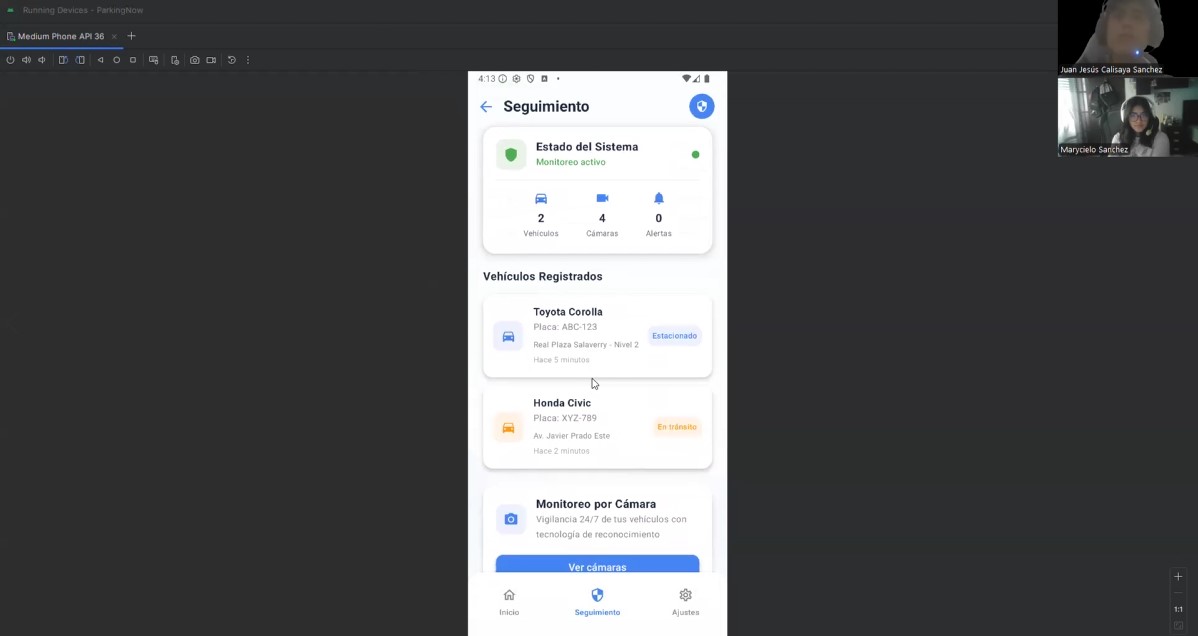 Running Devices - ParkingNow
Medium Phone API 36
Juan Jesús Calisaya Sanchez
Marycielo Sanchez
4:13
Seguimiento
Estado del Sistema
Monitoreo activo
2
4
0
Vehículos
Cámaras
Alertas
Vehículos Registrados
Toyota Corolla
Placa: ABC-123
Real Plaza Salaverry - Nivel 2
Hace 5 minutos
Estacionado
Honda Civic
Placa: XYZ-789
Av. Javier Prado Este
Hace 2 minutos
En tránsito
Monitoreo por Cámara
Vigilancia 24/7 de tus vehículos con
tecnología de reconocimiento
Ver cámaras
Inicio
Seguimiento
Ajustes
1:1